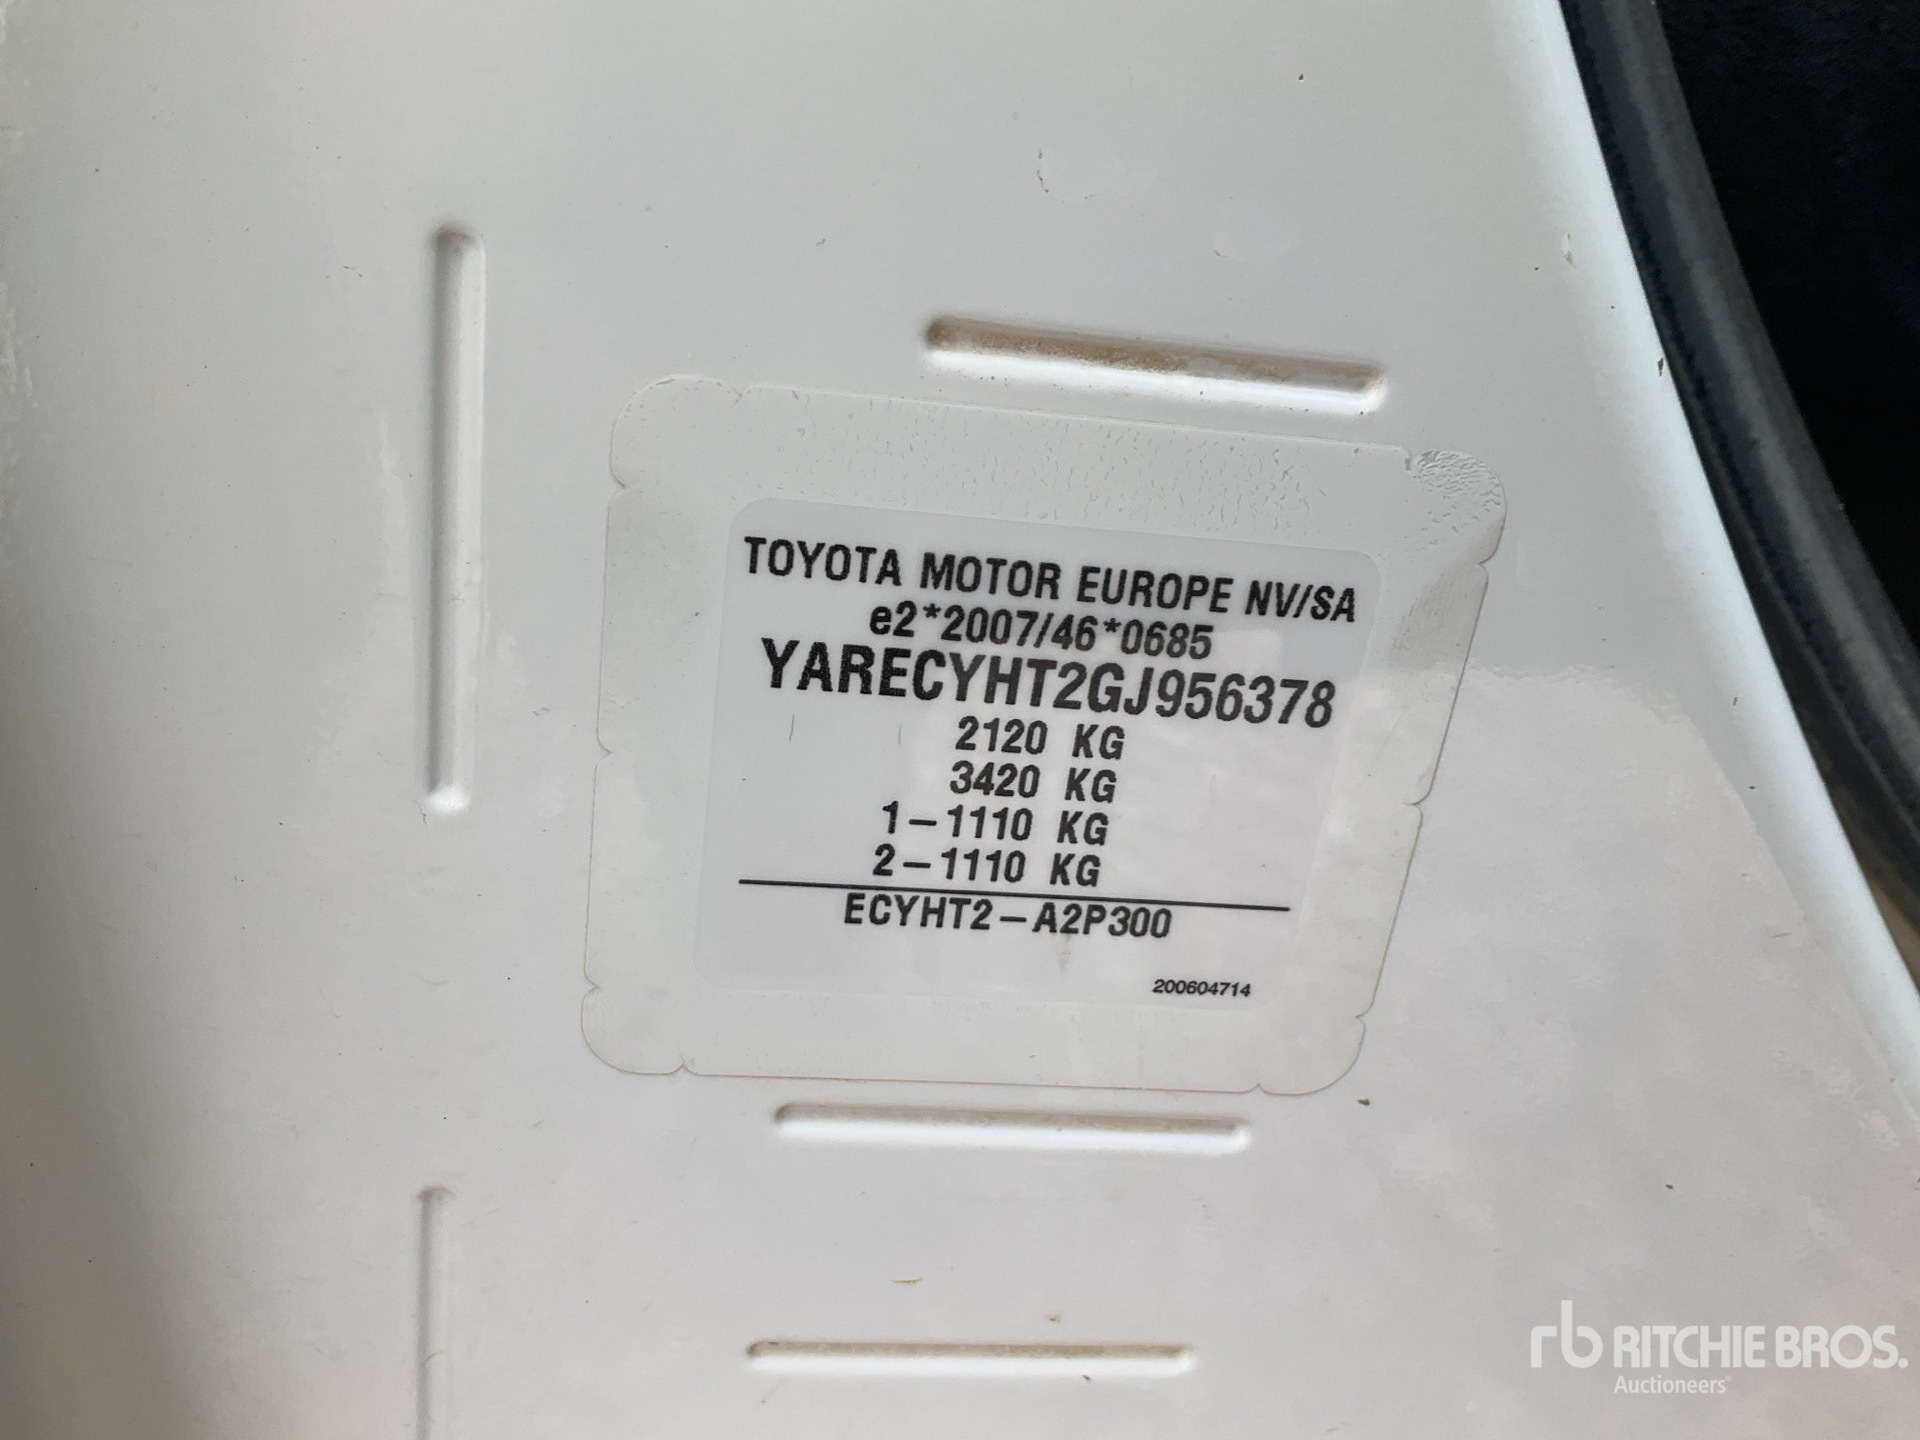 TOYOTA MOTOR EUROPE NV/SA
e2*2007/46*0685
YARECYHT2GJ956378
2120 KG
3420 KG
1-1110 KG
2-1110 KG
ECYHT2-A2P300
200604714
rb RITCHIE BROS.
Auctioneers